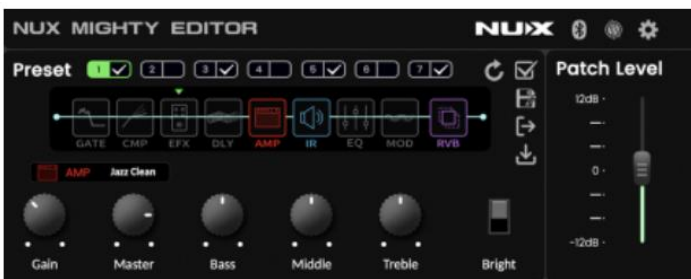 NUX MIGHTY EDITOR NUX
Preset 1 2 3 4 5 6 7 Patch Level
12dB
GATE CMP EFX DLY AMP IR EQ MOD RVB
AMP Jazz Clean
0
-12dB
Gain Master Bass Middle Treble Bright